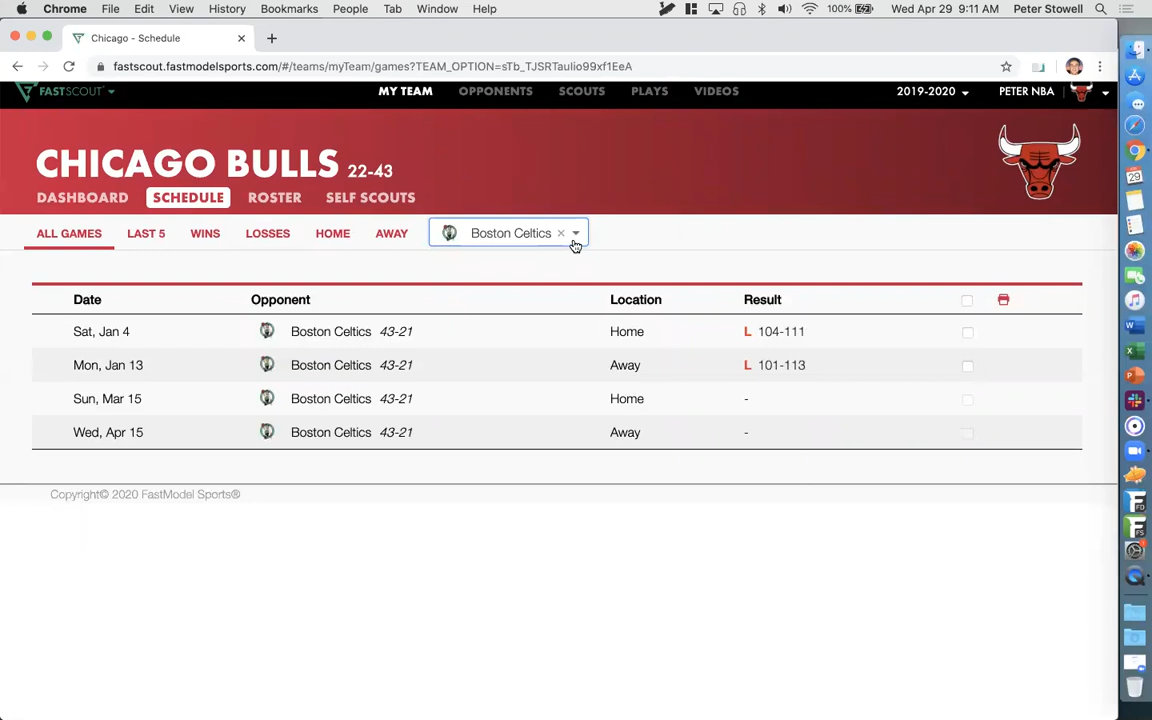 Chrome File Edit View History Bookmarks People Tab Window Help 100% Wed Apr 29 9:11 AM Peter Stowell
Chicago - Schedule
fastscout.fastmodelsports.com/#/teams/myTeam/games?TEAM_OPTION=sTb_TJSRTaulio99xf1EeA
FASTSCOUT MY TEAM OPPONENTS SCOUTS PLAYS VIDEOS 2019-2020 PETER NBA
CHICAGO BULLS 22-43
DASHBOARD SCHEDULE ROSTER SELF SCOUTS
ALL GAMES LAST 5 WINS LOSSES HOME AWAY Boston Celtics ×
Date Opponent Location Result
Sat, Jan 4 Boston Celtics 43-21 Home L 104-111
Mon, Jan 13 Boston Celtics 43-21 Away L 101-113
Sun, Mar 15 Boston Celtics 43-21 Home -
Wed, Apr 15 Boston Celtics 43-21 Away -
Copyright© 2020 FastModel Sports®